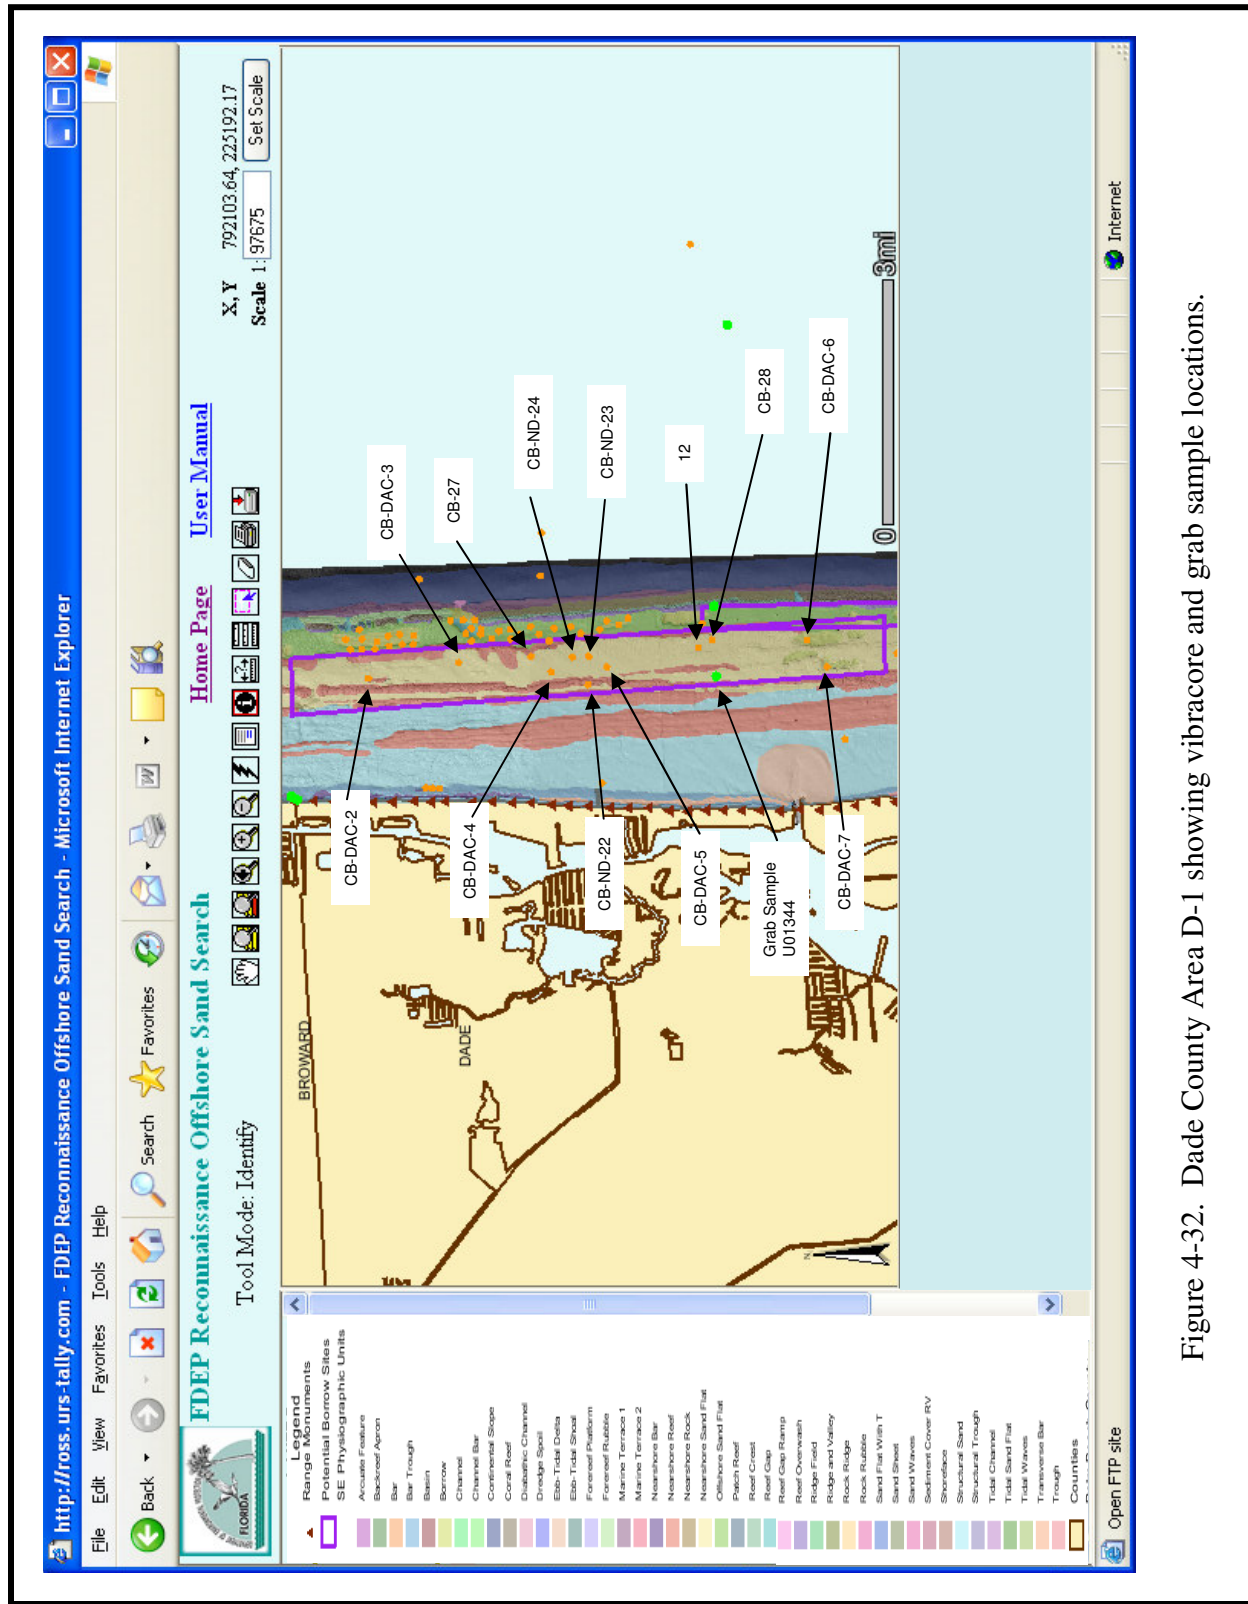 http://ross.urs-tally.com - FDEP Reconnaissance Offshore Sand Search - Microsoft Internet Explorer
File Edit View Favorites Tools Help
Back Search Favorites
FLORIDA
FDEP Reconnaissance Offshore Sand Search
Home Page
User Manual
Tool Mode: Identify
X, Y 792103.64, 225192.17
Scale 1: 97675 Set Scale
Legend
Range Monuments
Potential Borrow Sites
SE Physiographic Units
Arcuate Feature
Backreef Apron
Bar
Bar Trough
Basin
Borrow
Channel
Channel Bar
Continental Slope
Coral Reef
Diabathic Channel
Dredge Spoil
Ebb-Tidal Delta
Ebb-Tidal Shoal
Forereef Platform
Forereef Rubble
Marine Terrace 1
Marine Terrace 2
Nearshore Bar
Nearshore Reef
Nearshore Rock
Nearshore Sand Flat
Offshore Sand Flat
Patch Reef
Reef Crest
Reef Gap
Reef Gap Ramp
Reef Overwash
Ridge Field
Ridge and Valley
Rock Ridge
Rock Rubble
Sand Flat With T
Sand Sheet
Sand Waves
Sediment Cover RV
Shoreface
Structural Sand
Structural Trough
Tidal Channel
Tidal Sand Flat
Tidal Waves
Transverse Bar
Trough
Counties
BROWARD
DADE
N
CB-DAC-2
CB-DAC-3
CB-27
CB-DAC-4
CB-ND-24
CB-ND-22
CB-ND-23
CB-DAC-5
12
Grab Sample
U01344
CB-28
CB-DAC-7
CB-DAC-6
0 3mi
Open FTP site
Internet
Figure 4-32. Dade County Area D-1 showing vibracore and grab sample locations.